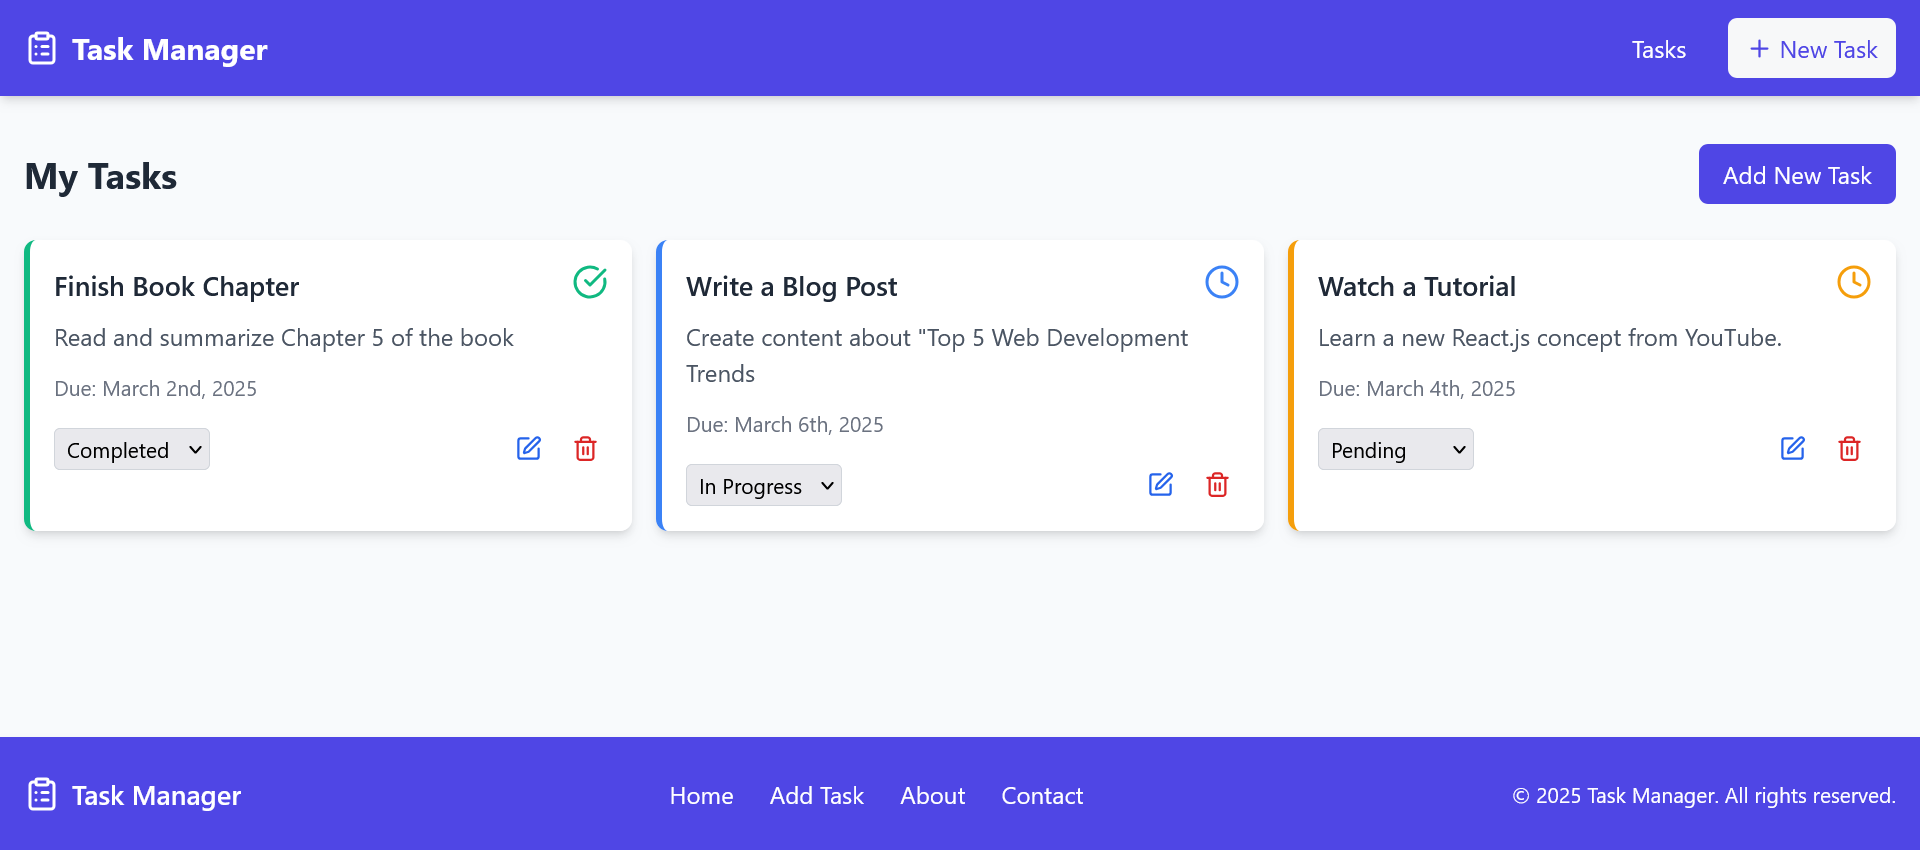 Task Manager
Tasks
New Task
My Tasks
Add New Task
Finish Book Chapter
Read and summarize Chapter 5 of the book
Due: March 2nd, 2025
Completed
Write a Blog Post
Create content about "Top 5 Web Development
Trends
Due: March 6th, 2025
In Progress
Watch a Tutorial
Learn a new React.js concept from YouTube.
Due: March 4th, 2025
Pending
Task Manager
Home
Add Task
About
Contact
© 2025 Task Manager. All rights reserved.